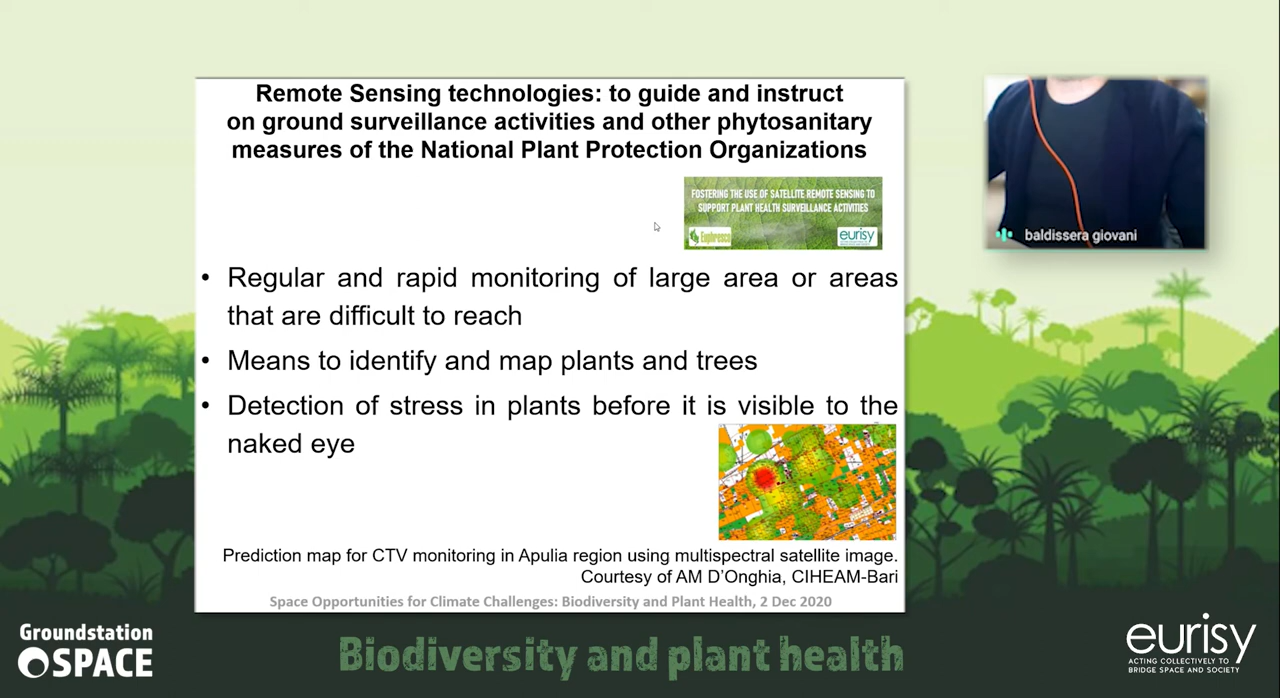 Remote Sensing technologies: to guide and instruct
on ground surveillance activities and other phytosanitary
measures of the National Plant Protection Organizations
FOSTERING THE USE OF SATELLITE REMOTE SENSING TO
SUPPORT PLANT HEALTH SURVEILLANCE ACTIVITIES
Euphresco
eurisy
baldissera giovani
• Regular and rapid monitoring of large area or areas
that are difficult to reach
• Means to identify and map plants and trees
• Detection of stress in plants before it is visible to the
naked eye
Prediction map for CTV monitoring in Apulia region using multispectral satellite image.
Courtesy of AM D'Onghia, CIHEAM-Bari
Space Opportunities for Climate Challenges: Biodiversity and Plant Health, 2 Dec 2020
Groundstation
SPACE
Biodiversity and plant health
eurisy
ACTING COLLECTIVELY TO
BRIDGE SPACE AND SOCIETY